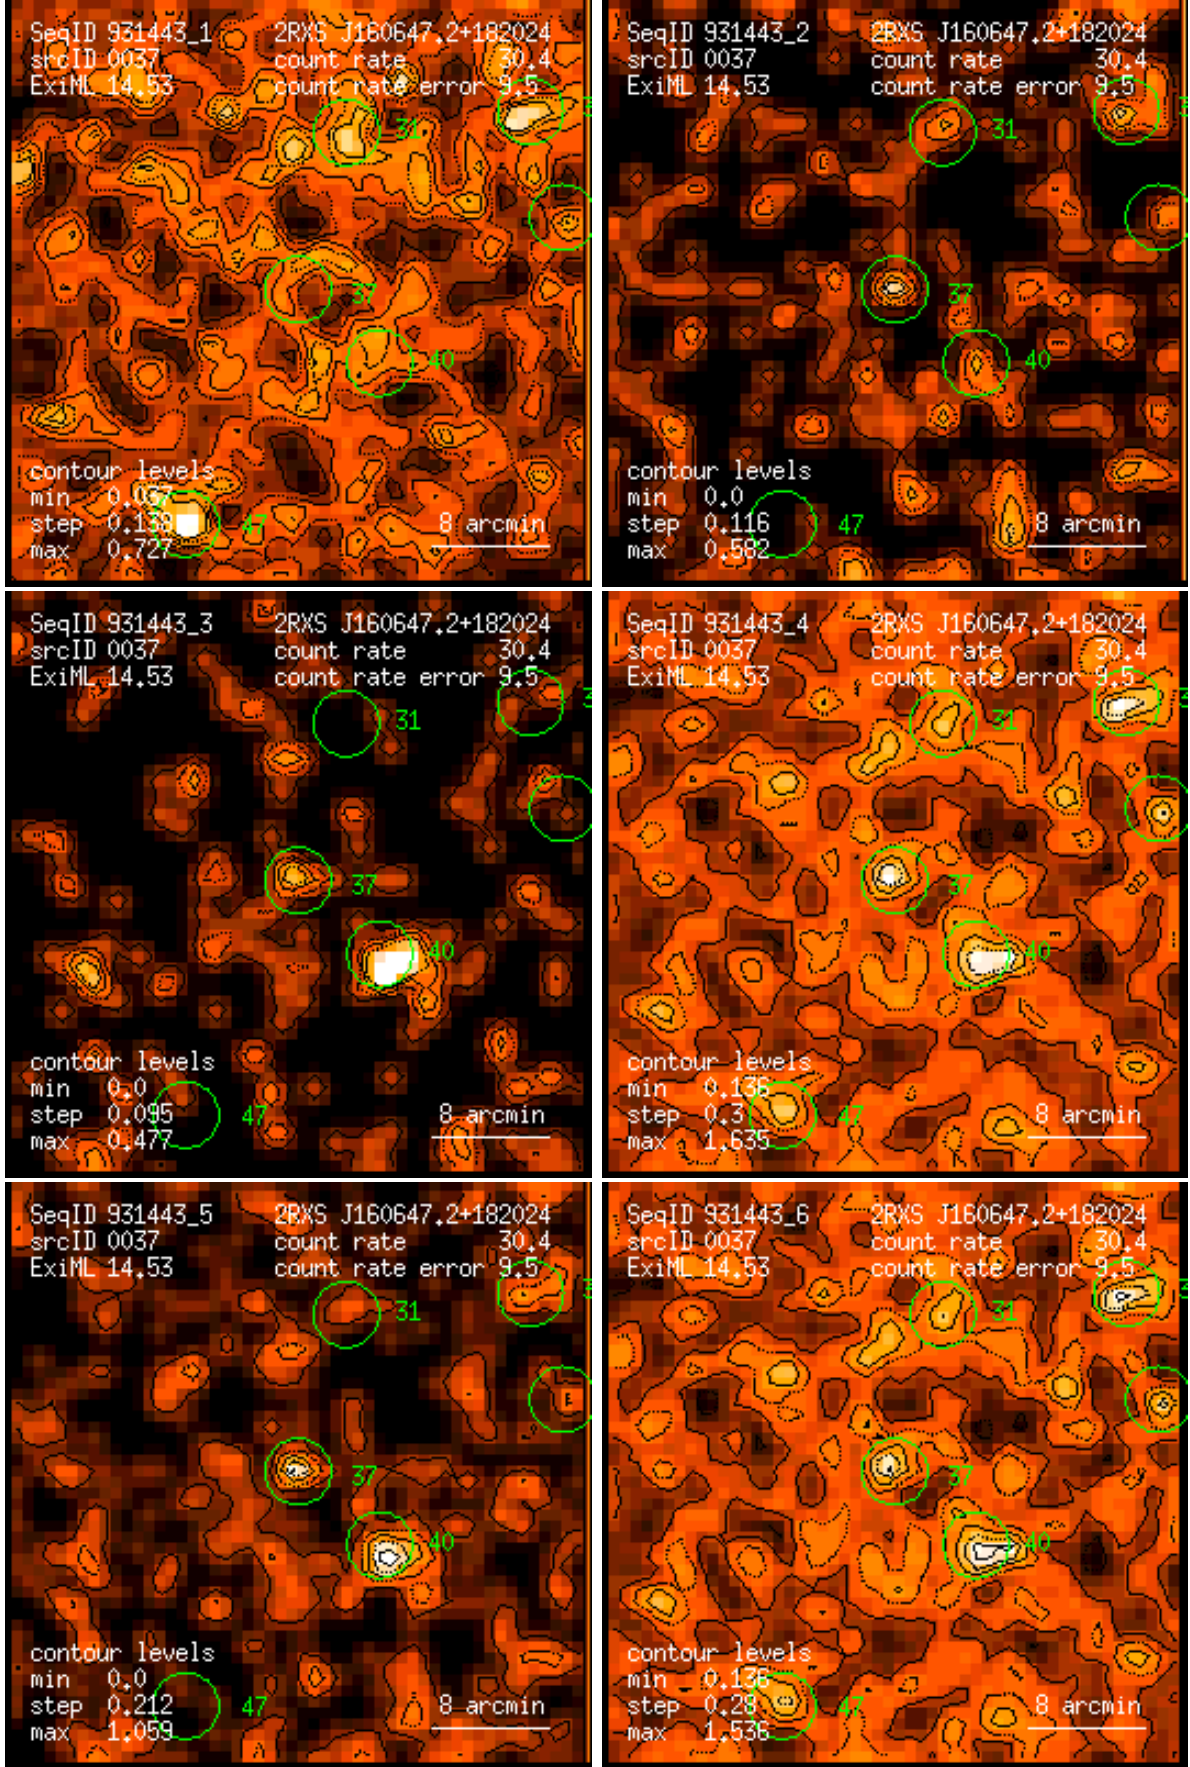 SeqID 931443_1 2RXS J160647.2+182024
srcID 0037 count rate 30.4
ExiML 14.53 count rate error 9.5
31
37
40
contour levels
min 0.037
step 0.138 47 8 arcmin
max 0.727
SeqID 931443_2 2RXS J160647.2+182024
srcID 0037 count rate 30.4
ExiML 14.53 count rate error 9.5
31
37
40
contour levels
min 0.0
step 0.116 47 8 arcmin
max 0.582
SeqID 931443_3 2RXS J160647.2+182024
srcID 0037 count rate 30.4
ExiML 14.53 count rate error 9.5
31
37
40
contour levels
min 0.0
step 0.095 47 8 arcmin
max 0.477
SeqID 931443_4 2RXS J160647.2+182024
srcID 0037 count rate 30.4
ExiML 14.53 count rate error 9.5
31
37
40
contour levels
min 0.136
step 0.3 47 8 arcmin
max 1.635
SeqID 931443_5 2RXS J160647.2+182024
srcID 0037 count rate 30.4
ExiML 14.53 count rate error 9.5
31
37
40
contour levels
min 0.0
step 0.212 47 8 arcmin
max 1.059
SeqID 931443_6 2RXS J160647.2+182024
srcID 0037 count rate 30.4
ExiML 14.53 count rate error 9.5
31
37
40
contour levels
min 0.136
step 0.28 47 8 arcmin
max 1.536